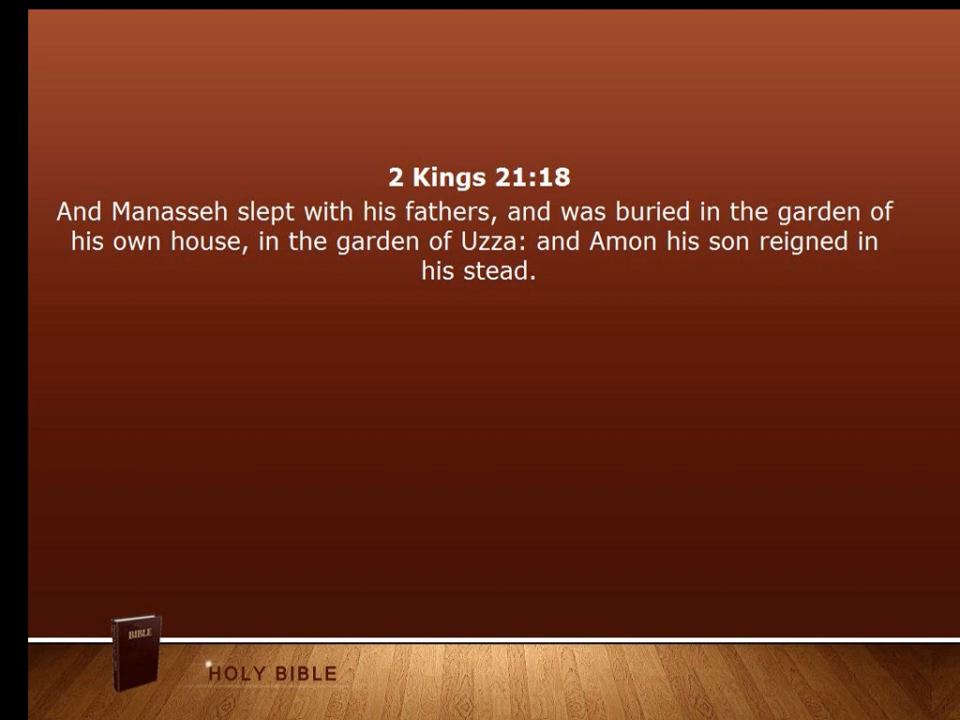 2 Kings 21:18
And Manasseh slept with his fathers, and was buried in the garden of
his own house, in the garden of Uzza: and Amon his son reigned in
his stead.
BIBLE
HOLY BIBLE